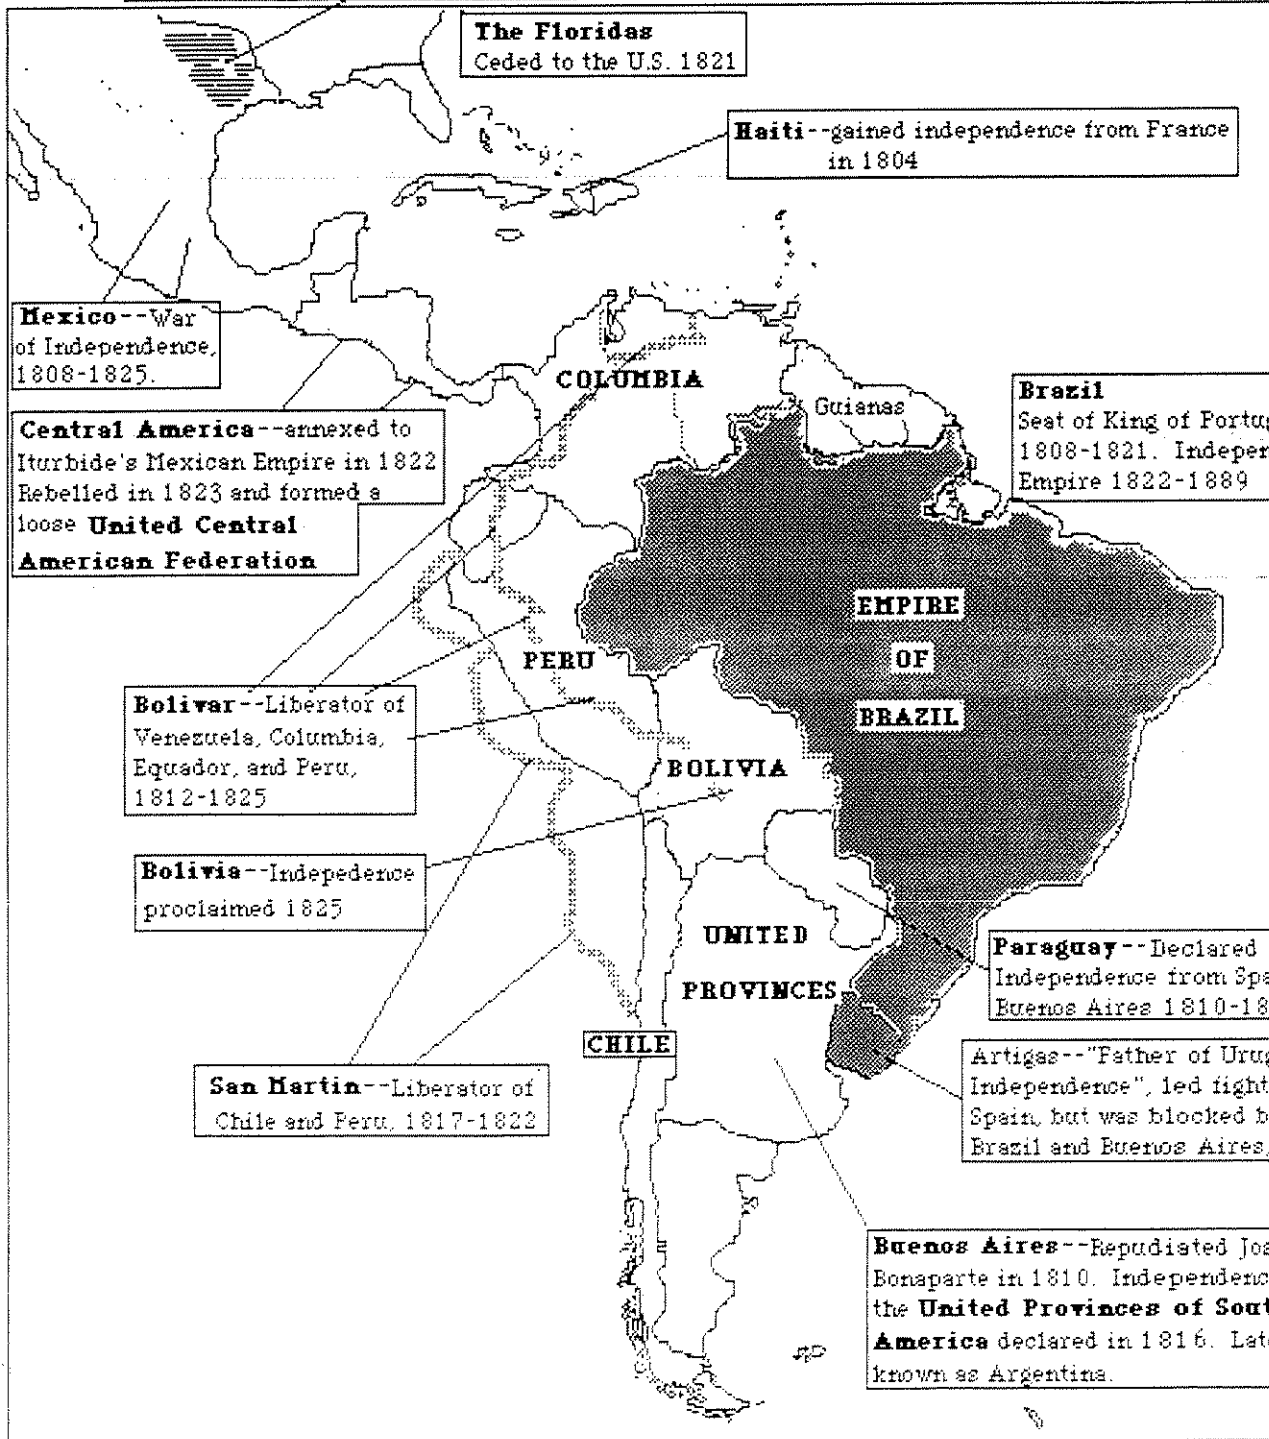 The Floridas
Ceded to the U.S. 1821
Haiti--gained independence from France
in 1804
Mexico--War
of Independence,
1808-1825.
COLUMBIA
Guianas
Brazil
Seat of King of Portug
1808-1821. Indepen
Empire 1822-1889
Central America--annexed to
Iturbide's Mexican Empire in 1822
Rebelled in 1823 and formed a
loose United Central
American Federation
EMPIRE
OF
BRAZIL
PERU
Bolivar--Liberator of
Venezuela, Columbia,
Equador, and Peru,
1812-1825
BOLIVIA
Bolivia--Indepedence
proclaimed 1825
UNITED
PROVINCES
Paraguay--Declared
Independence from Spa
Buenos Aires 1810-18
CHILE
Artigas--"Father of Urug
Independence", led fight
Spain, but was blocked b
Brazil and Buenos Aires,
San Martin--Liberator of
Chile and Peru, 1817-1822
Buenos Aires--Repudiated Jos
Bonaparte in 1810. Independenc
the United Provinces of Sout
America declared in 1816. Late
known as Argentina.